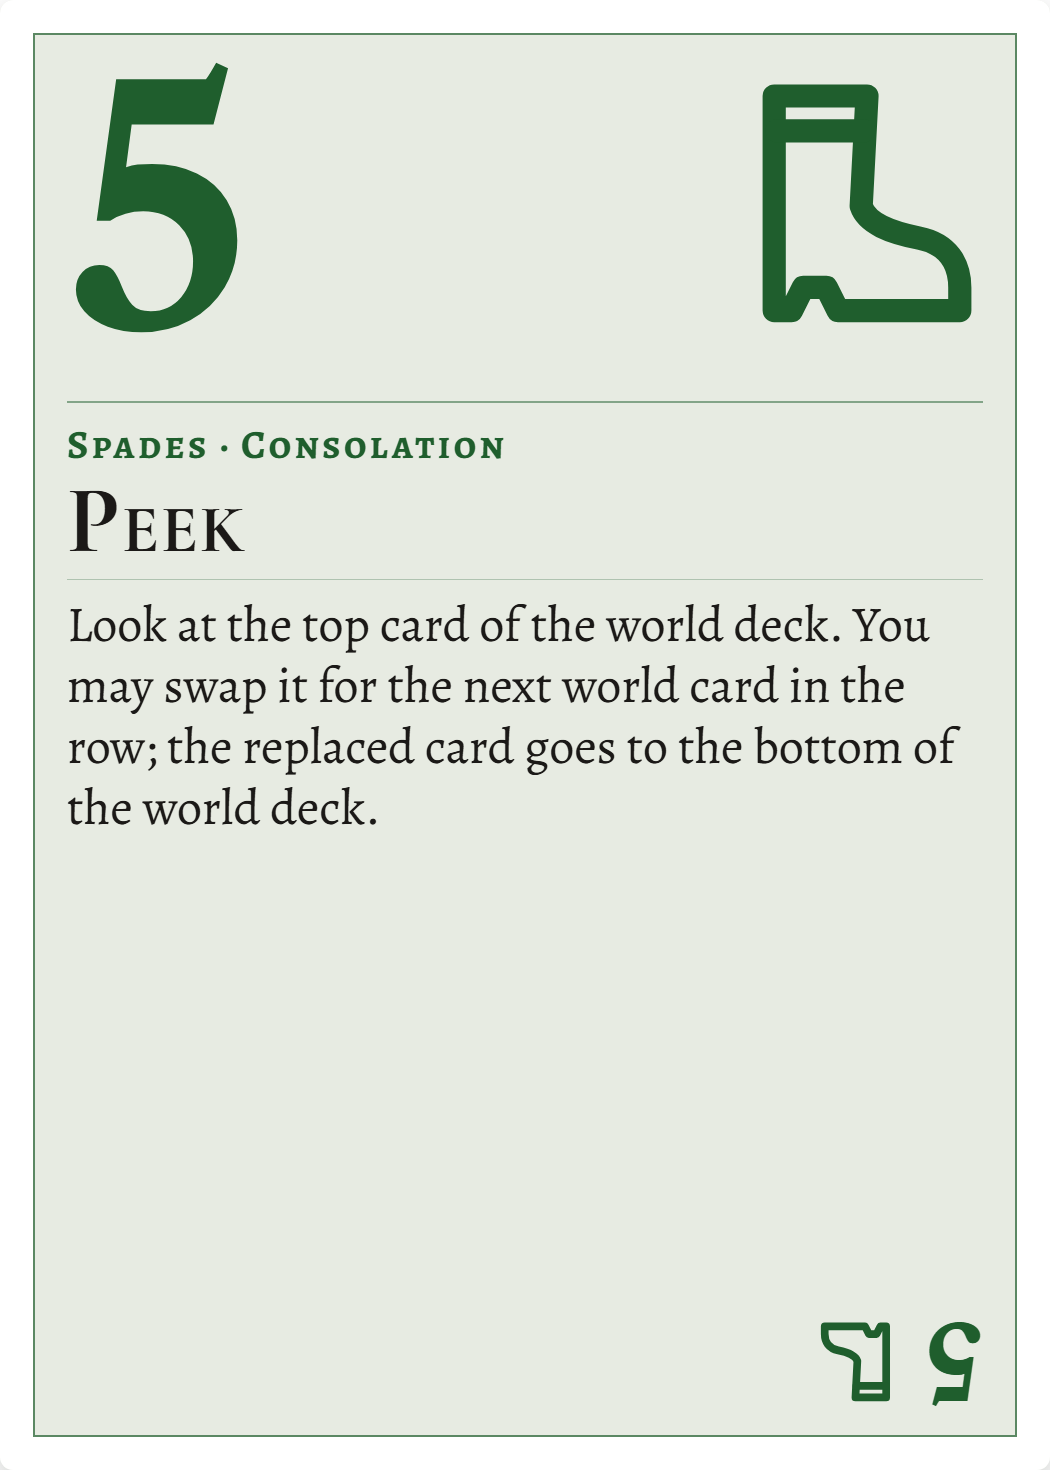 5
Spades · Consolation
Peek
Look at the top card of the world deck. You
may swap it for the next world card in the
row; the replaced card goes to the bottom of
the world deck.
5